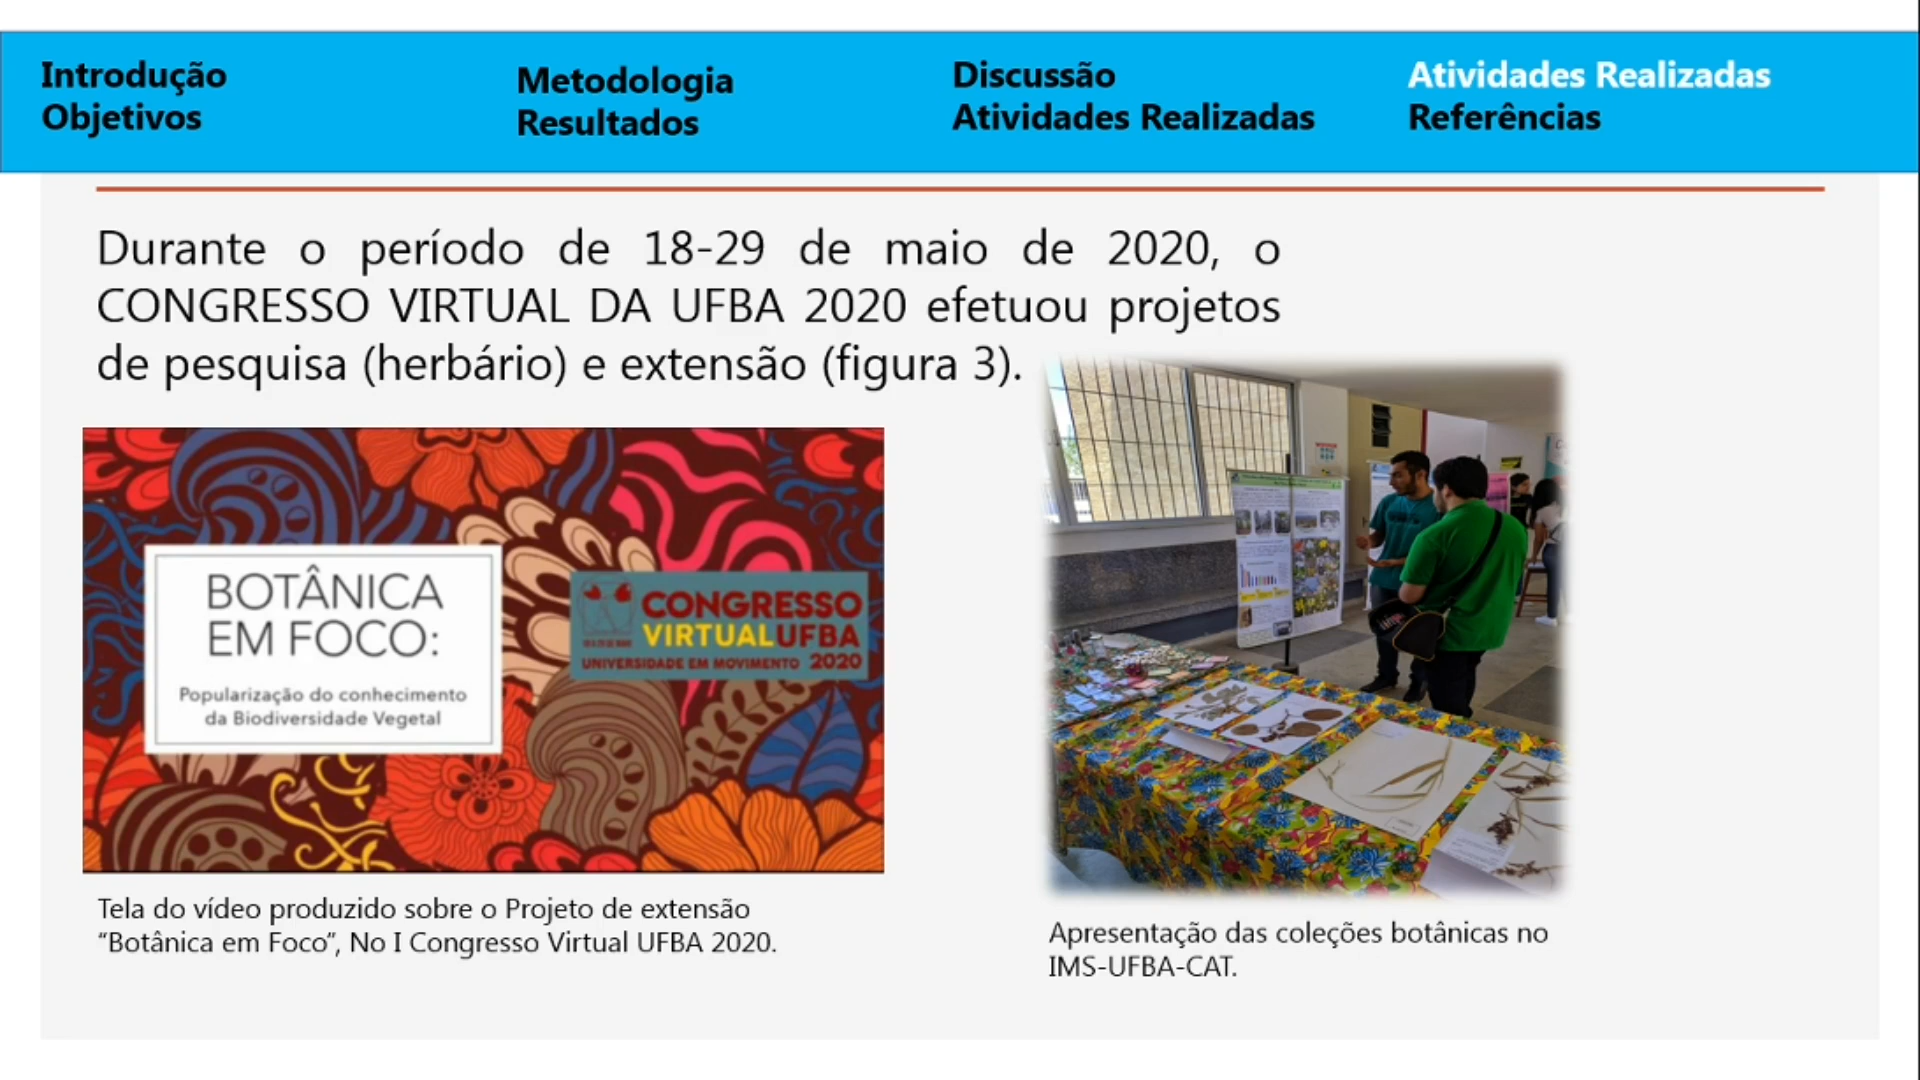 Introdução
Objetivos
Metodologia
Resultados
Discussão
Atividades Realizadas
Atividades Realizadas
Referências
Durante o período de 18-29 de maio de 2020, o
CONGRESSO VIRTUAL DA UFBA 2020 efetuou projetos
de pesquisa (herbário) e extensão (figura 3).
BOTÂNICA
EM FOCO:
Popularização do conhecimento
da Biodiversidade Vegetal
CONGRESSO
VIRTUAL UFBA
UNIVERSIDADE EM MOVIMENTO 2020
Tela do vídeo produzido sobre o Projeto de extensão
“Botânica em Foco”, No I Congresso Virtual UFBA 2020.
Apresentação das coleções botânicas no
IMS-UFBA-CAT.